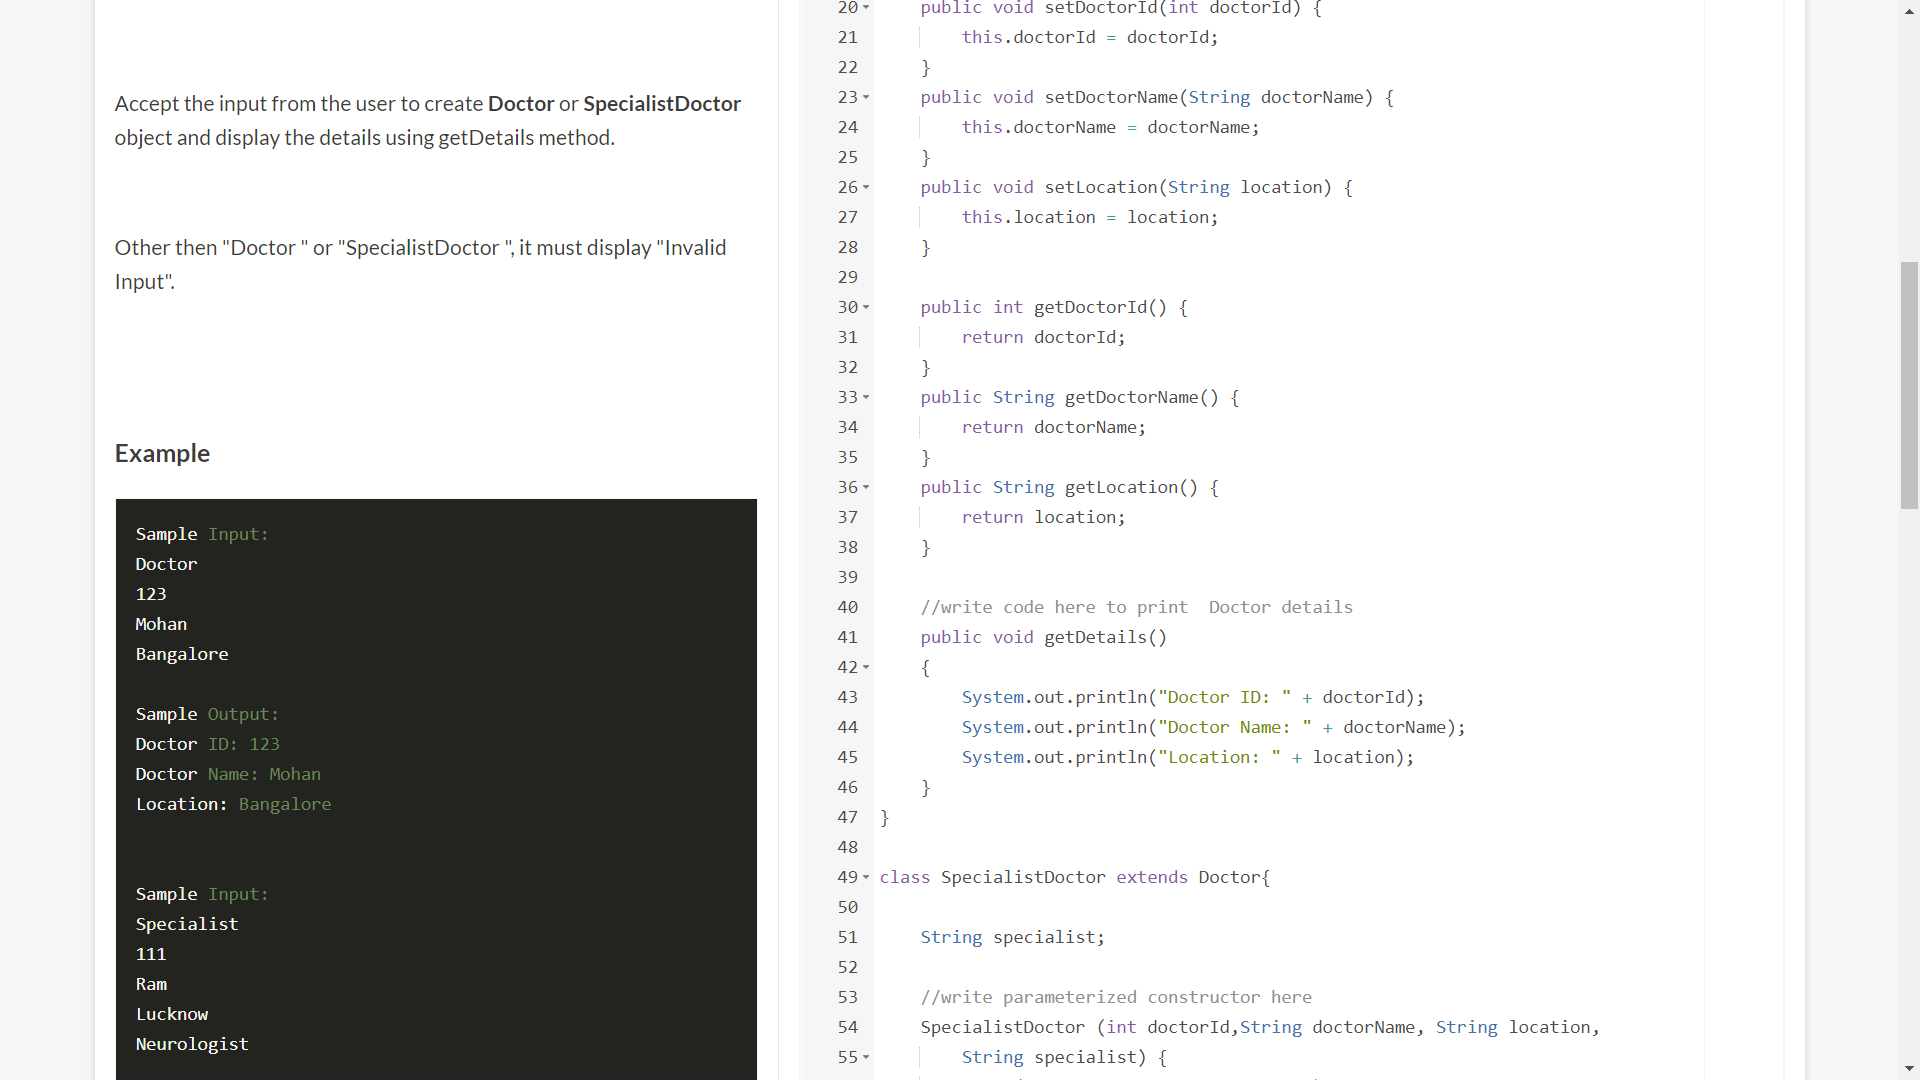 Accept the input from the user to create Doctor or SpecialistDoctor
object and display the details using getDetails method.
Other then "Doctor " or "SpecialistDoctor ", it must display "Invalid
Input".
Example
Sample Input:
Doctor
123
Mohan
Bangalore
Sample Output:
Doctor ID: 123
Doctor Name: Mohan
Location: Bangalore
Sample Input:
Specialist
111
Ram
Lucknow
Neurologist
20 public void setDoctorId(int doctorId) {
21 this.doctorId = doctorId;
22 }
23 public void setDoctorName(String doctorName) {
24 this.doctorName = doctorName;
25 }
26 public void setLocation(String location) {
27 this.location = location;
28 }
29
30 public int getDoctorId() {
31 return doctorId;
32 }
33 public String getDoctorName() {
34 return doctorName;
35 }
36 public String getLocation() {
37 return location;
38 }
39
40 //write code here to print  Doctor details
41 public void getDetails()
42 {
43 System.out.println("Doctor ID: " + doctorId);
44 System.out.println("Doctor Name: " + doctorName);
45 System.out.println("Location: " + location);
46 }
47 }
48
49 class SpecialistDoctor extends Doctor{
50
51 String specialist;
52
53 //write parameterized constructor here
54 SpecialistDoctor (int doctorId,String doctorName, String location,
55 String specialist) {